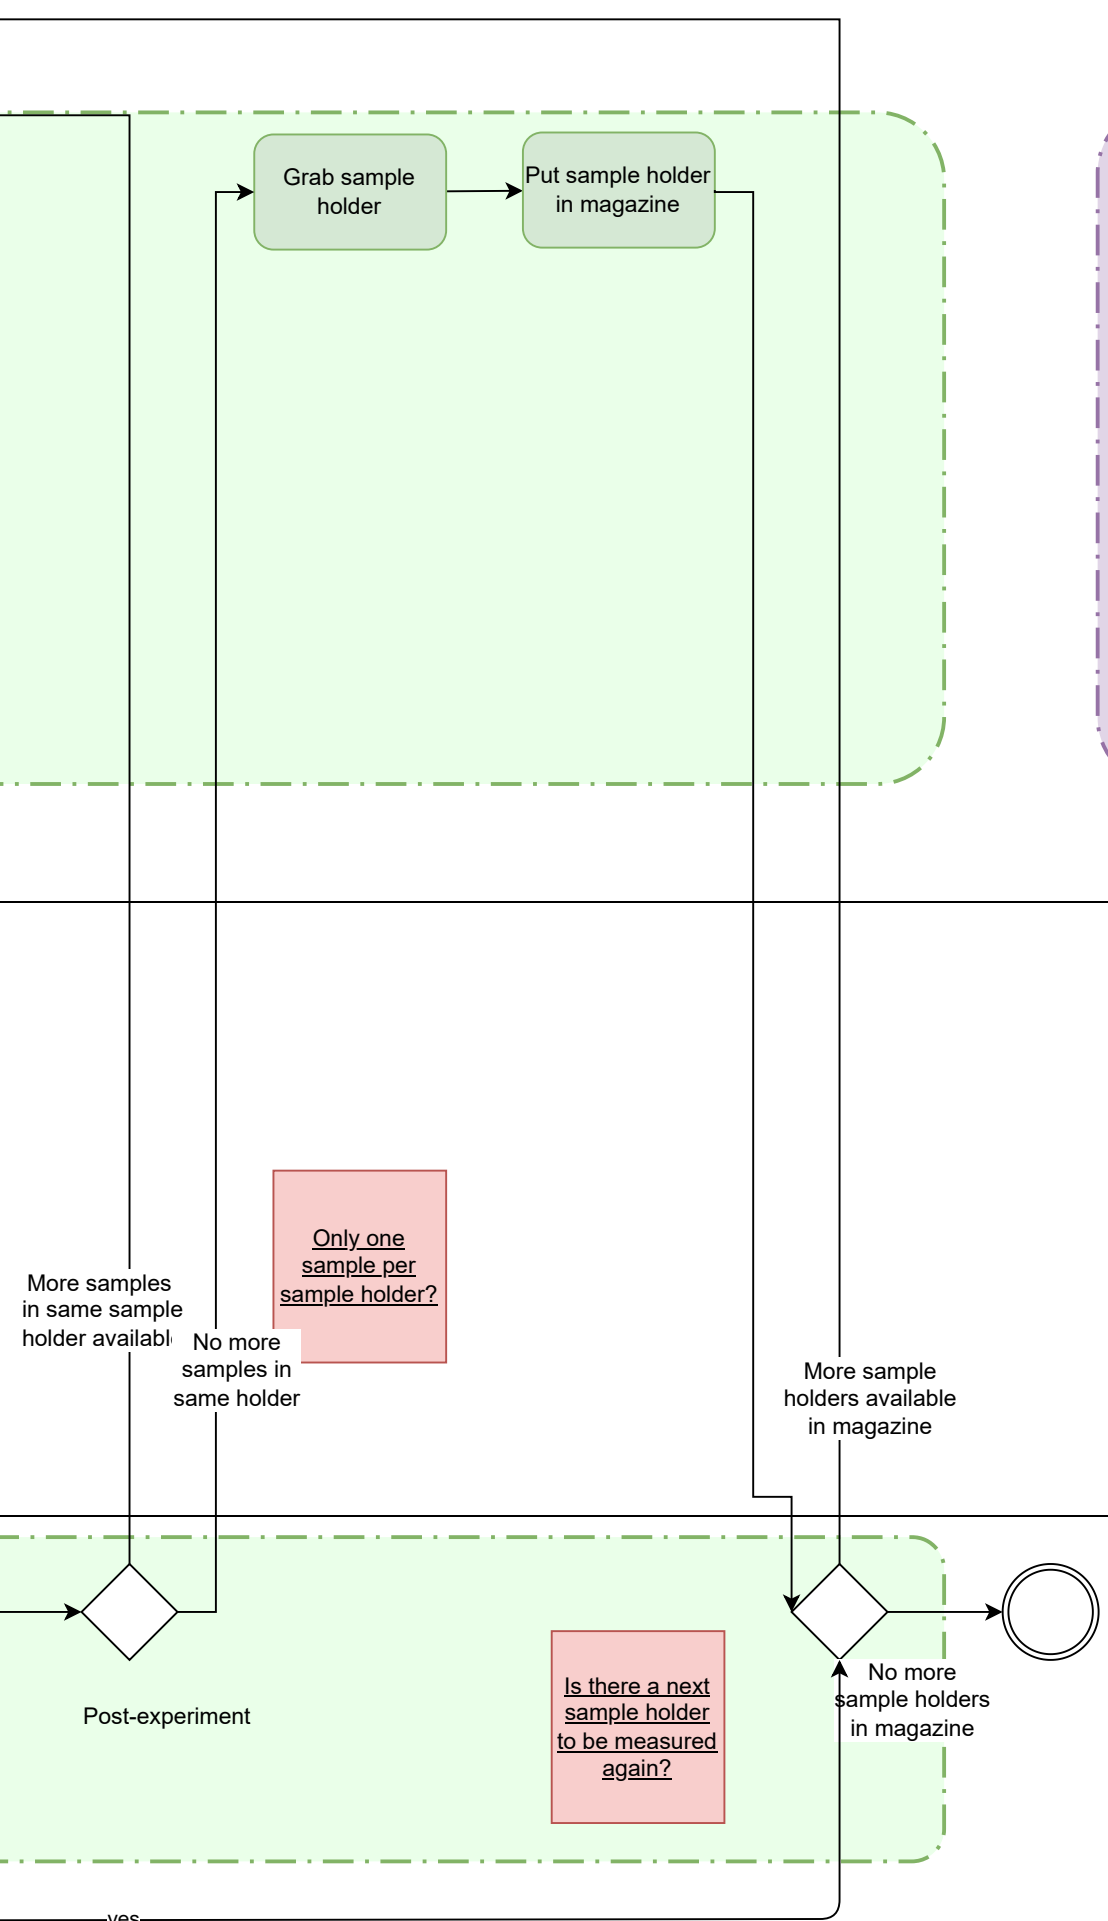 Grab sample
holder
Put sample holder
in magazine
Only one
sample per
sample holder?
More samples
in same sample
holder availabl
No more
samples in
same holder
More sample
holders available
in magazine
Is there a next
sample holder
to be measured
again?
No more
sample holders
in magazine
Post-experiment
yes